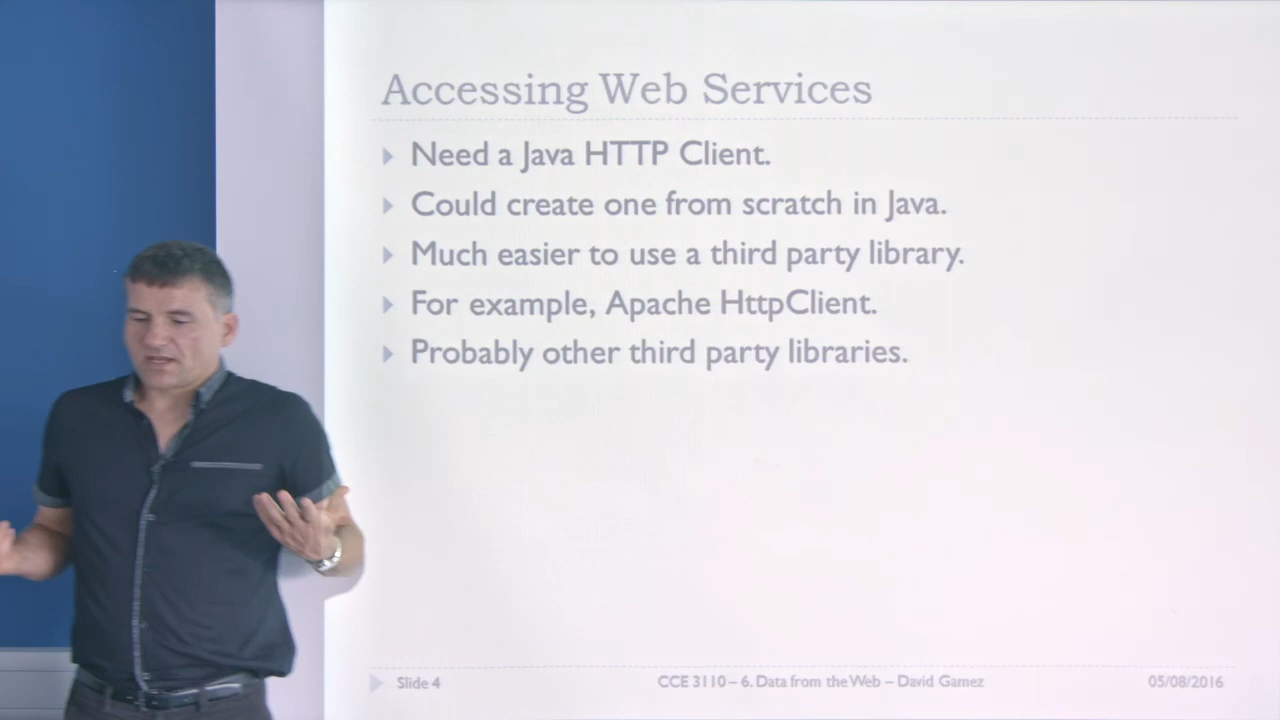 Accessing Web Services
Need a Java HTTP Client.
Could create one from scratch in Java.
Much easier to use a third party library.
For example, Apache HttpClient.
Probably other third party libraries.
Slide 4
CCE 3110 – 6. Data from the Web – David Gamez
05/08/2016